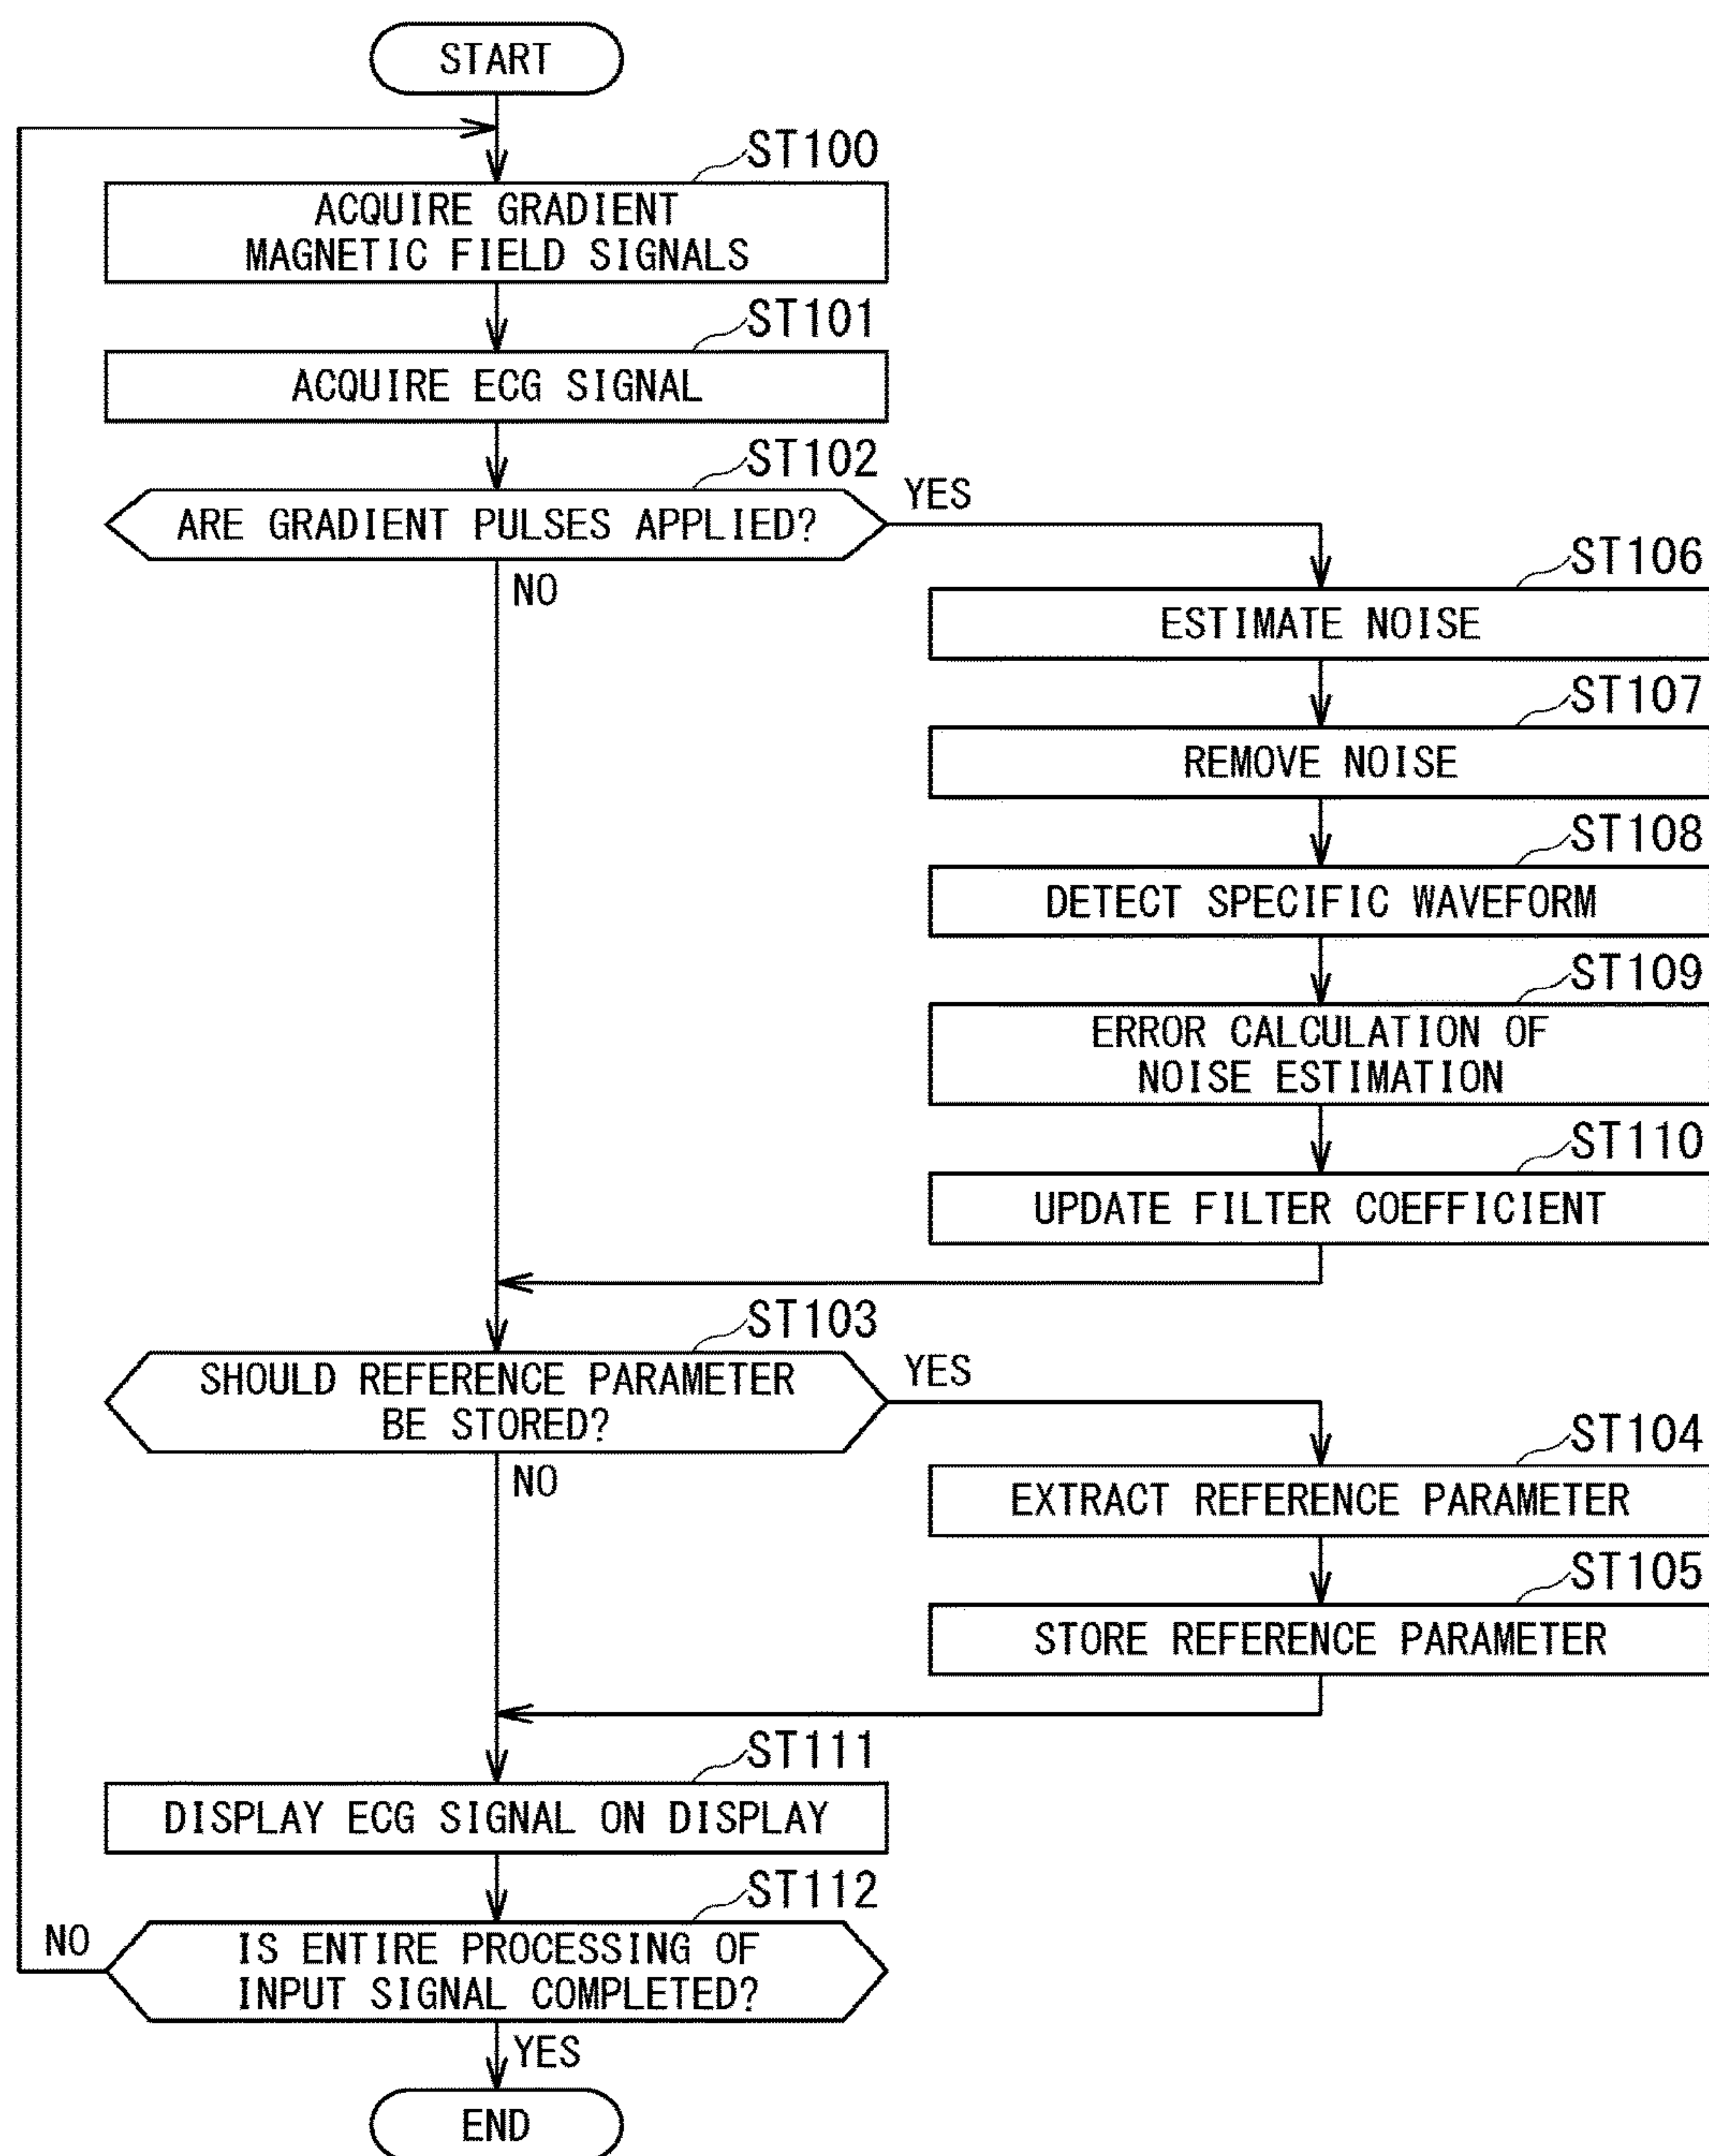 START
ST100
ACQUIRE GRADIENT
MAGNETIC FIELD SIGNALS
ST101
ACQUIRE ECG SIGNAL
ST102
ARE GRADIENT PULSES APPLIED?
YES
NO
ST106
ESTIMATE NOISE
ST107
REMOVE NOISE
ST108
DETECT SPECIFIC WAVEFORM
ST109
ERROR CALCULATION OF
NOISE ESTIMATION
ST110
UPDATE FILTER COEFFICIENT
ST103
SHOULD REFERENCE PARAMETER
BE STORED?
YES
NO
ST104
EXTRACT REFERENCE PARAMETER
ST105
STORE REFERENCE PARAMETER
ST111
DISPLAY ECG SIGNAL ON DISPLAY
ST112
IS ENTIRE PROCESSING OF
INPUT SIGNAL COMPLETED?
NO
YES
END